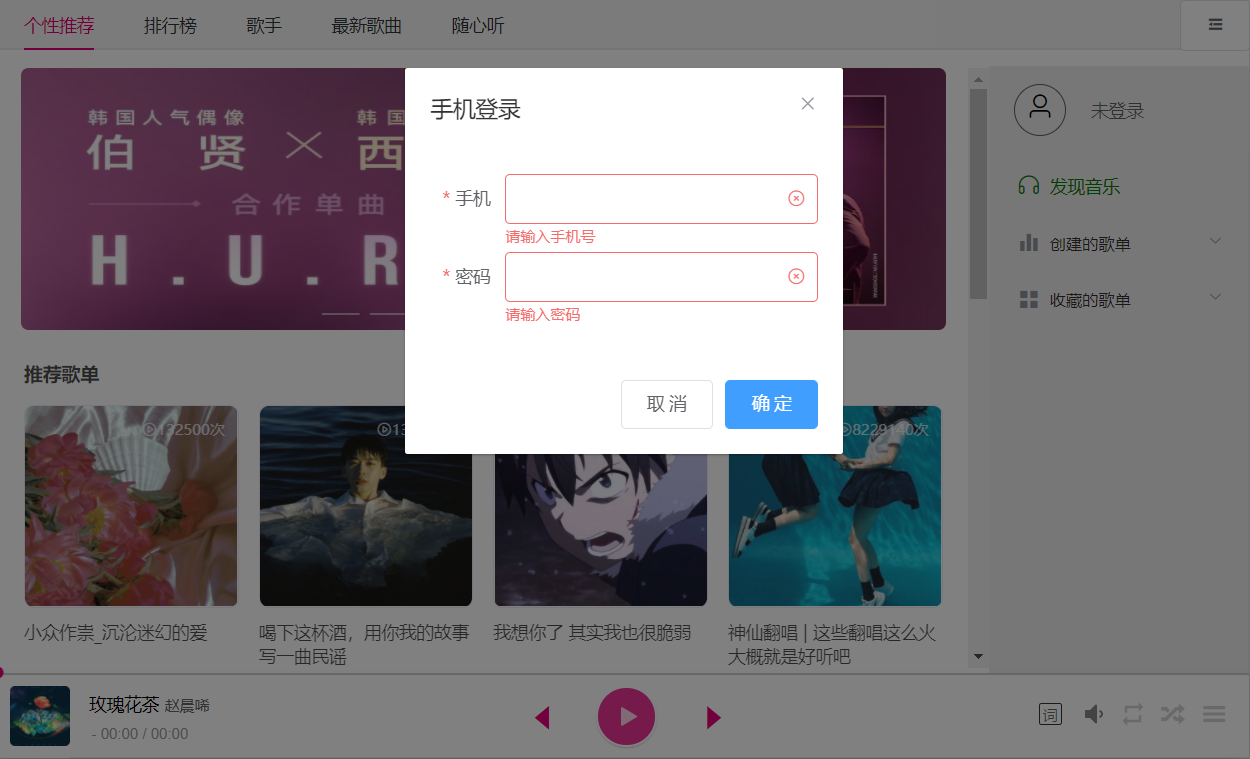 个性推荐 排行榜 歌手 最新歌曲 随心听
韩国人气偶像 韩国
伯 贤 × 西
合作单曲
H.U.R
手机登录
* 手机
请输入手机号
* 密码
请输入密码
取消 确定
未登录
发现音乐
创建的歌单
收藏的歌单
推荐歌单
132500次
8229140次
小众作祟_沉沦迷幻的爱
喝下这杯酒，用你我的故事
写一曲民谣
我想你了 其实我也很脆弱
神仙翻唱 | 这些翻唱这么火
大概就是好听吧
玫瑰花茶 赵晨唏
- 00:00 / 00:00
词